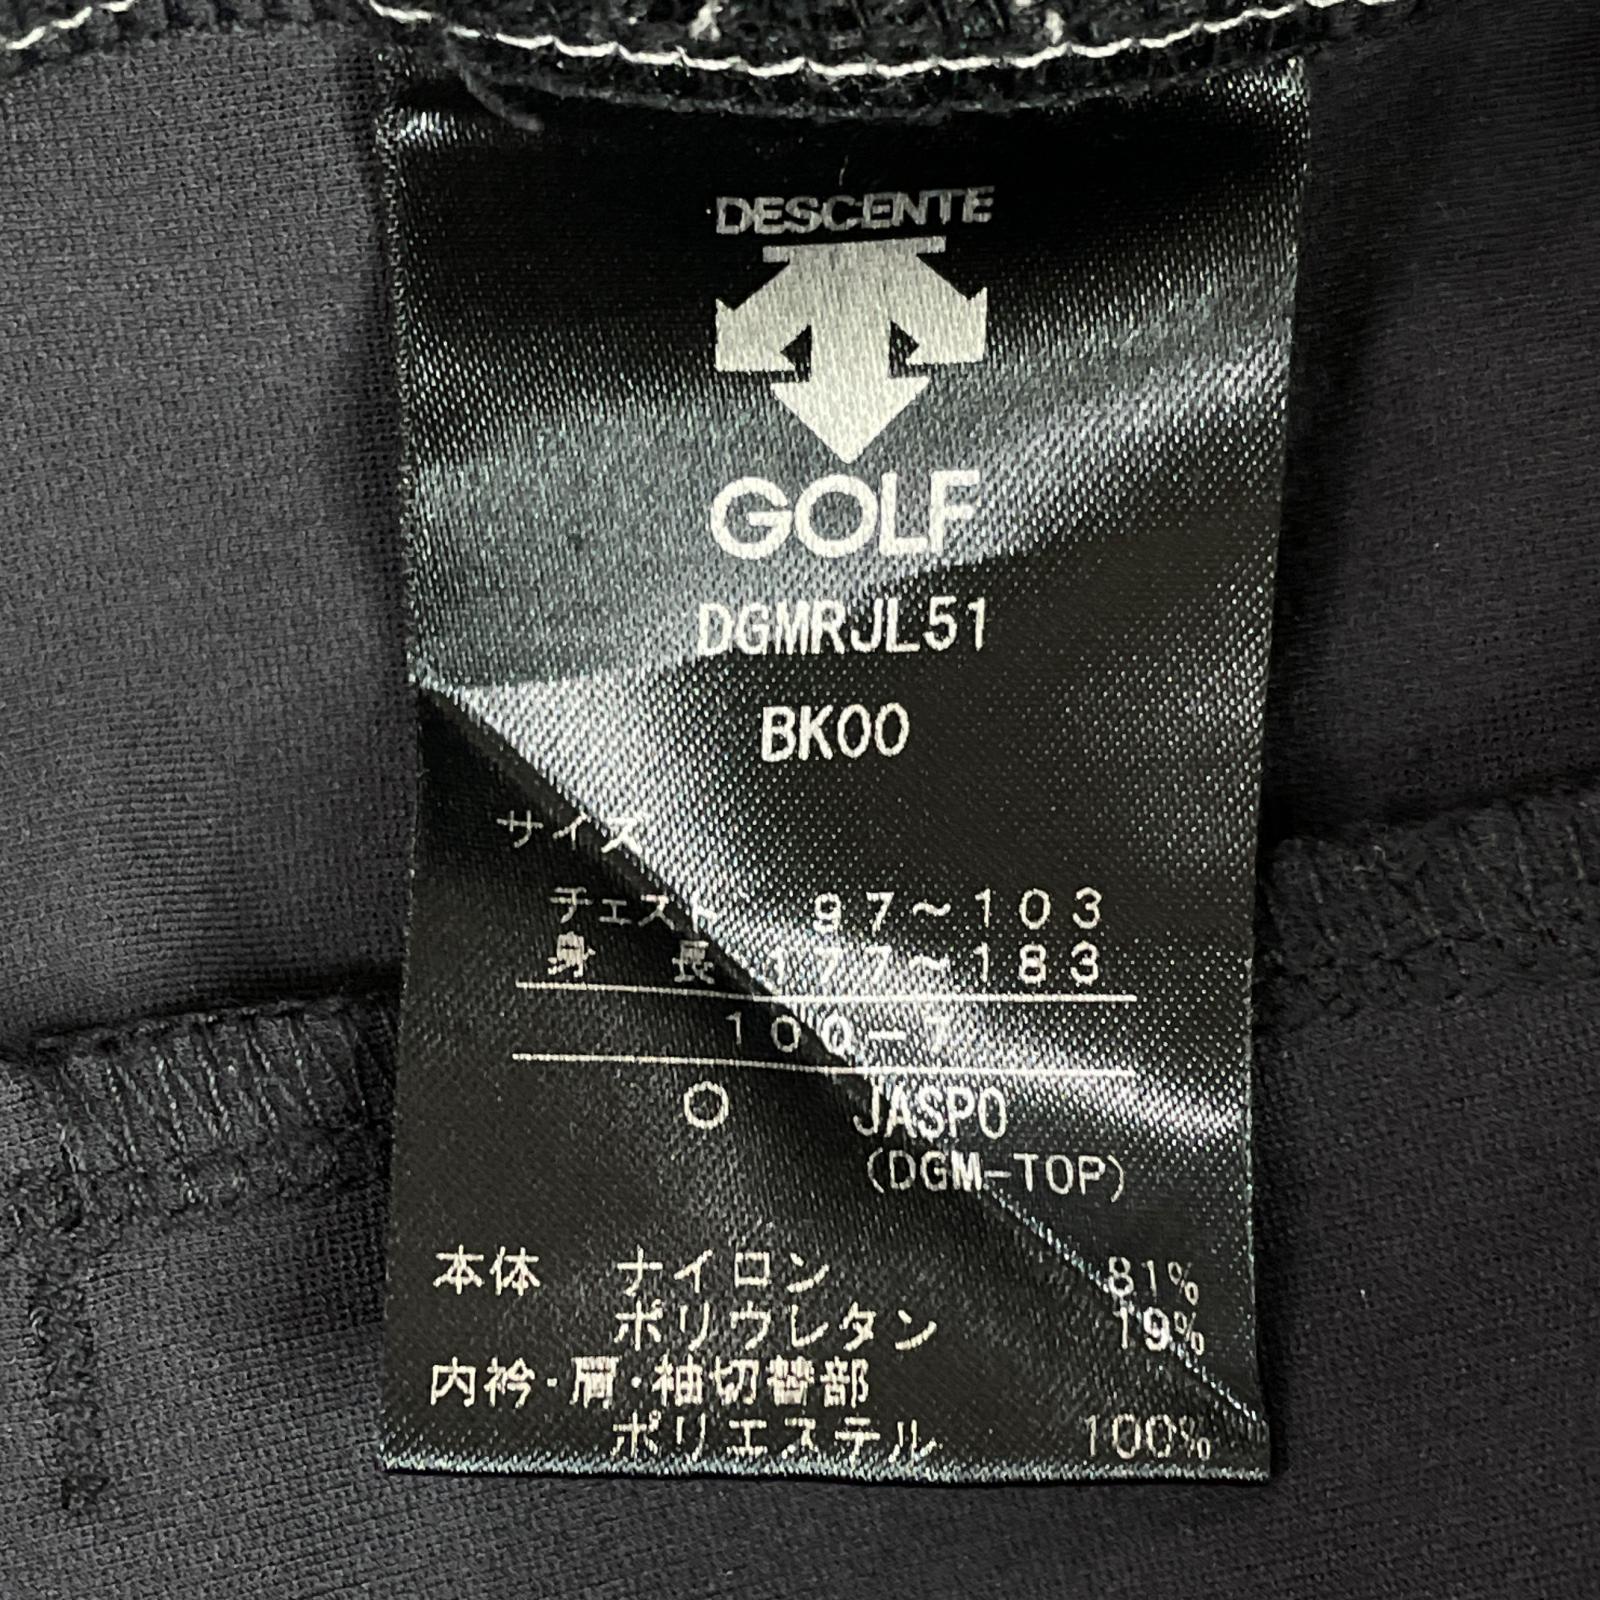 DESCENTE
GOLF
DGMRJL51
BK00
サイズ
チェスト 97~103
身 長 177~183
100-7
O JASPO
(DGM-TOP)
本体 ナイロン 81%
ポリウレタン 19%
内衿・肩・袖切替部
ポリエステル 100%